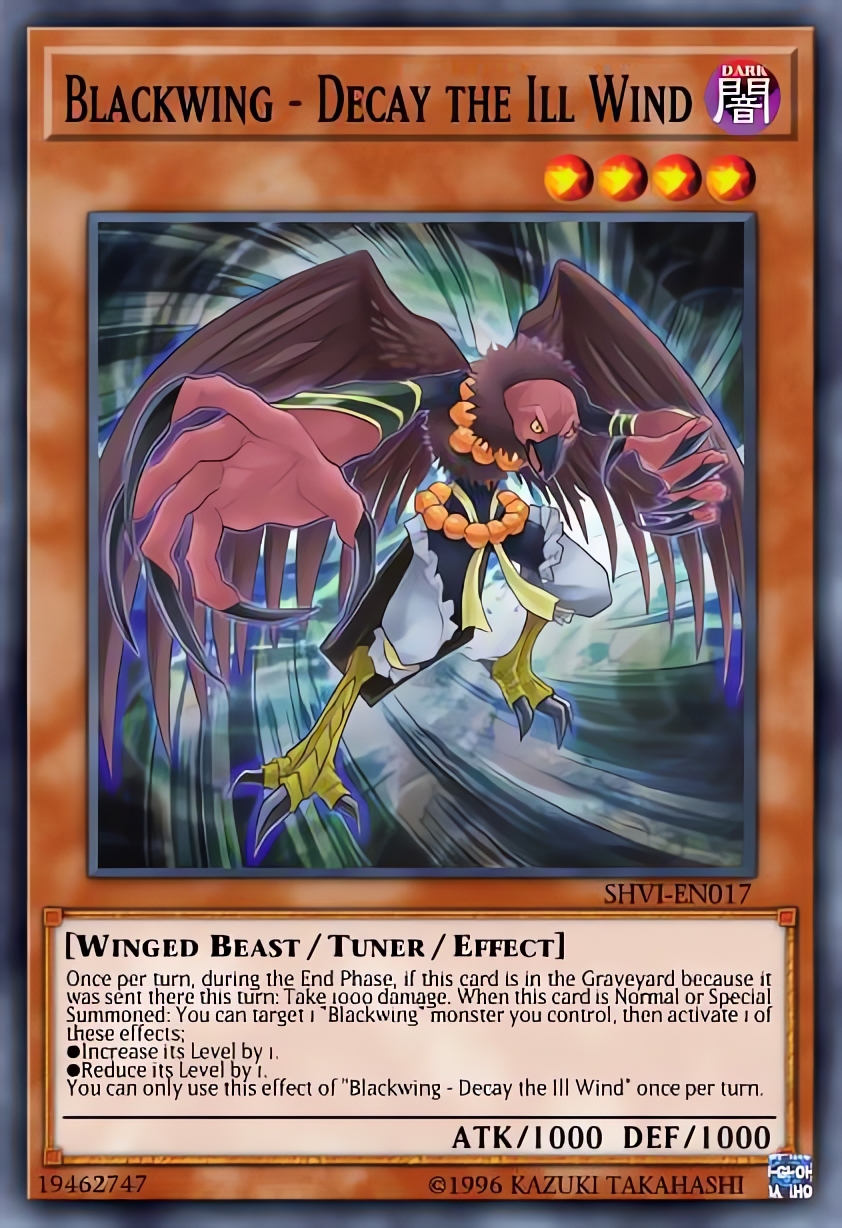 Blackwing - Decay the Ill Wind
DARK
闇
SHVI-EN017
[Winged Beast / Tuner / Effect]
Once per turn, during the End Phase, if this card is in the Graveyard because it
was sent there this turn: Take 1000 damage. When this card is Normal or Special
Summoned: You can target 1 "Blackwing" monster you control, then activate 1 of
these effects;
●Increase its Level by 1.
●Reduce its Level by 1.
You can only use this effect of "Blackwing - Decay the Ill Wind" once per turn.
ATK/1000 DEF/1000
19462747
©1996 KAZUKI TAKAHASHI